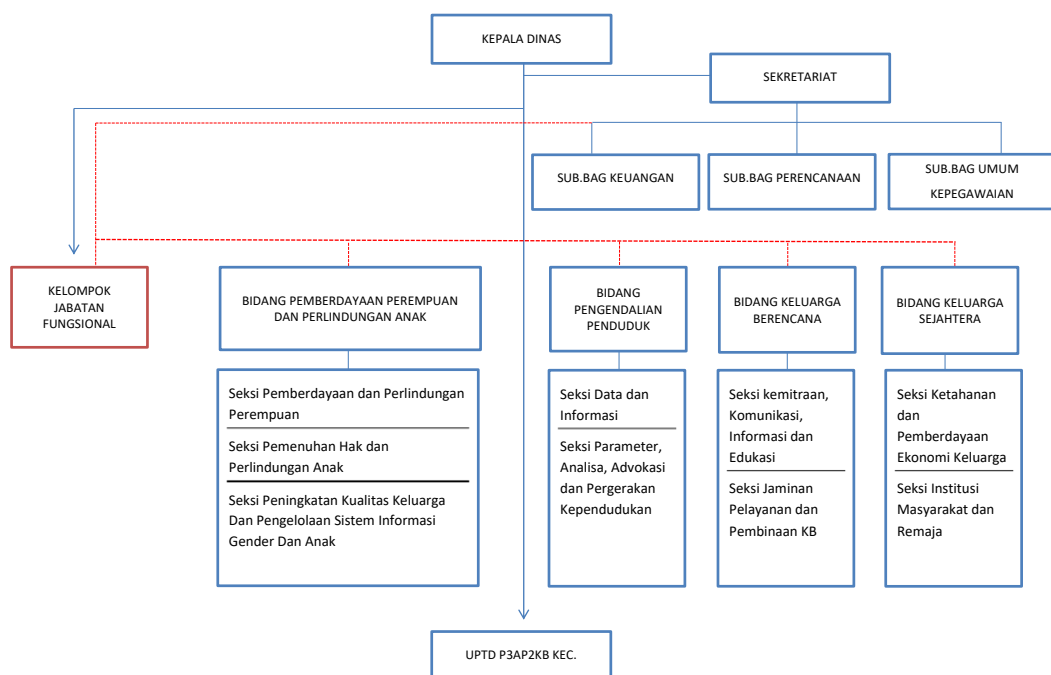 KEPALA DINAS
SEKRETARIAT
SUB.BAG KEUANGAN
SUB.BAG PERENCANAAN
SUB.BAG UMUM
KEPEGAWAIAN
KELOMPOK
JABATAN
FUNGSIONAL
BIDANG PEMBERDAYAAN PEREMPUAN
DAN PERLINDUNGAN ANAK
BIDANG
PENGENDALIAN
PENDUDUK
BIDANG KELUARGA
BERENCANA
BIDANG KELUARGA
SEJAHTERA
Seksi Pemberdayaan dan Perlindungan
Perempuan
Seksi Pemenuhan Hak dan
Perlindungan Anak
Seksi Peningkatan Kualitas Keluarga
Dan Pengelolaan Sistem Informasi
Gender Dan Anak
Seksi Data dan
Informasi
Seksi Parameter,
Analisa, Advokasi
dan Pergerakan
Kependudukan
Seksi kemitraan,
Komunikasi,
Informasi dan
Edukasi
Seksi Jaminan
Pelayanan dan
Pembinaan KB
Seksi Ketahanan
dan
Pemberdayaan
Ekonomi Keluarga
Seksi Institusi
Masyarakat dan
Remaja
UPTD P3AP2KB KEC.